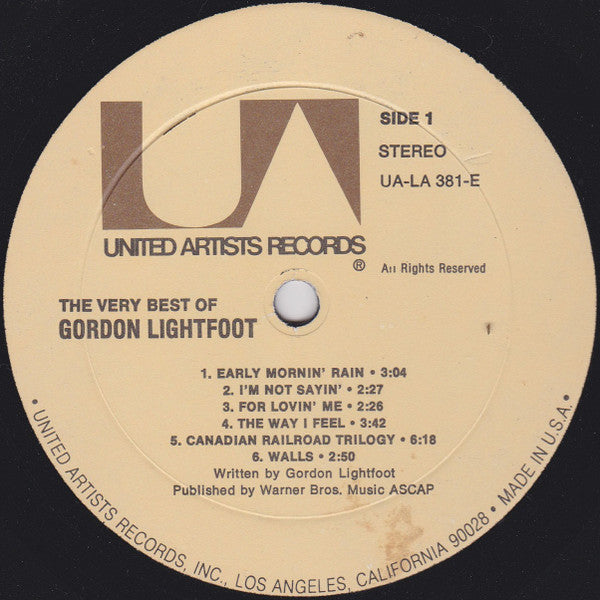 SIDE 1
STEREO
UA-LA 381-E
UA
UNITED ARTISTS RECORDS
®
All Rights Reserved
THE VERY BEST OF
GORDON LIGHTFOOT
1. EARLY MORNIN' RAIN • 3:04
2. I'M NOT SAYIN' • 2:27
3. FOR LOVIN' ME • 2:26
4. THE WAY I FEEL • 3:42
5. CANADIAN RAILROAD TRILOGY • 6:18
6. WALLS • 2:50
Written by Gordon Lightfoot
Published by Warner Bros. Music ASCAP
• UNITED ARTISTS RECORDS, INC., LOS ANGELES, CALIFORNIA 90028 • MADE IN U.S.A. •